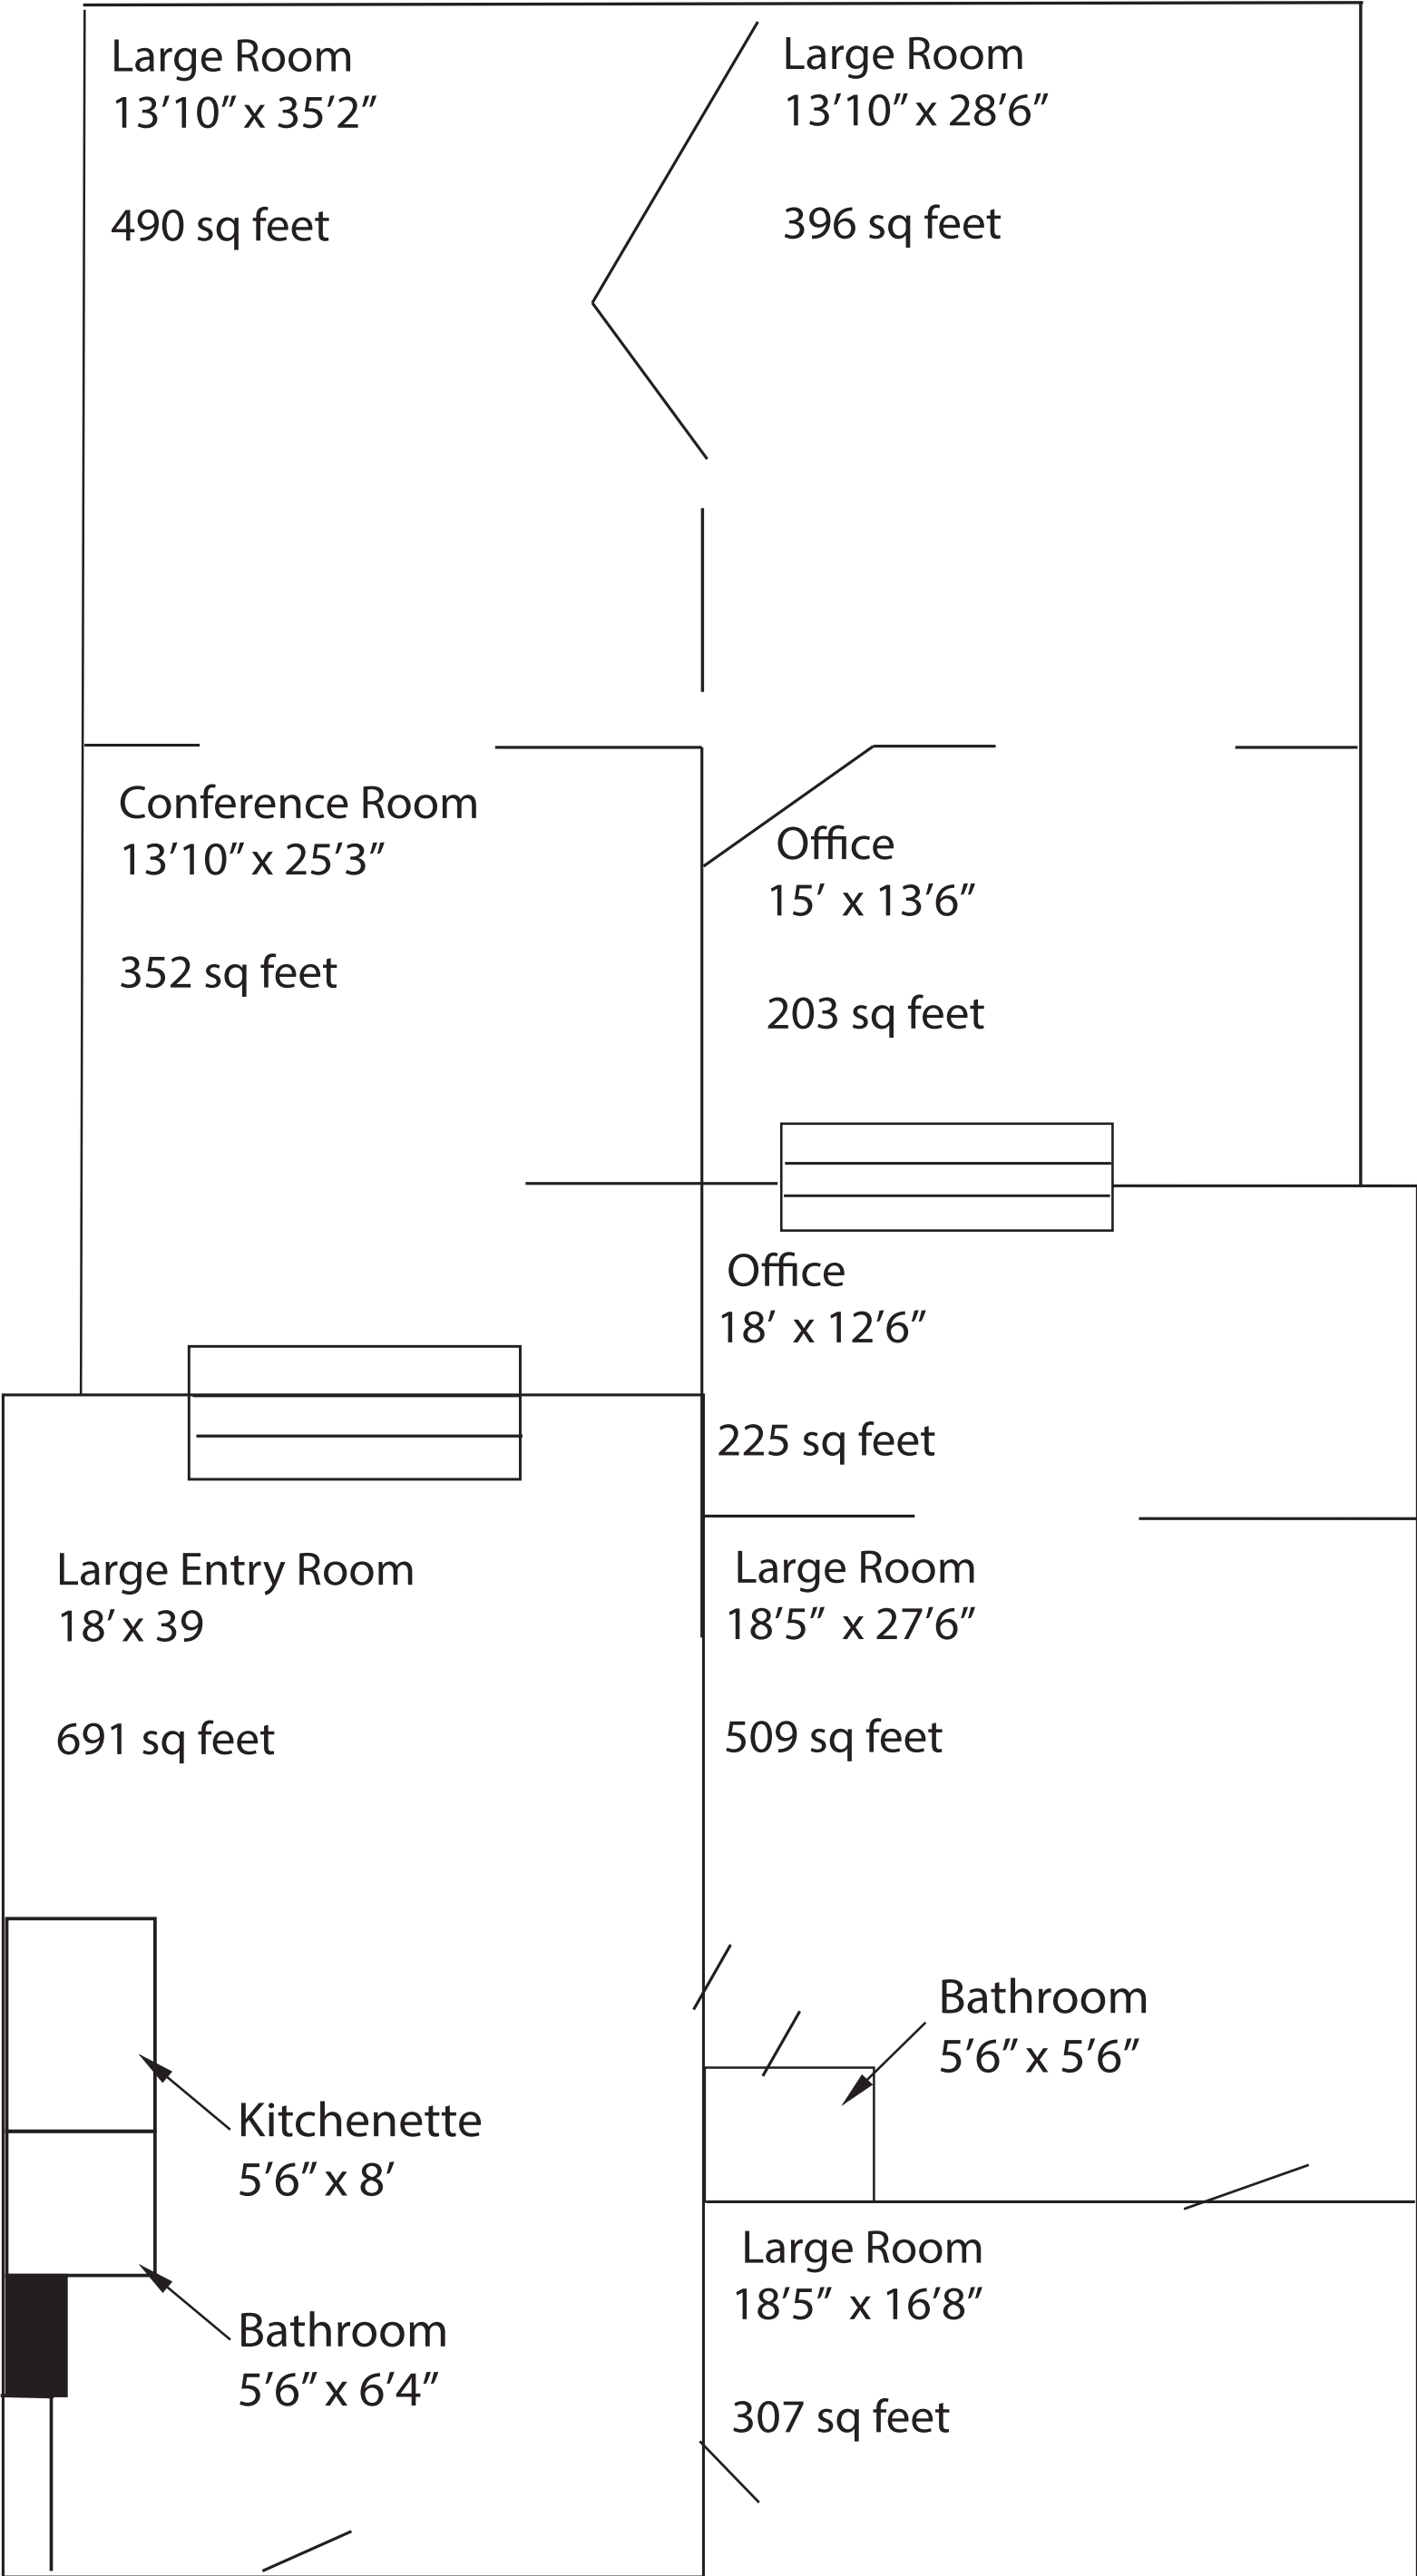 Large Room
13’10” x 35’2”
490 sq feet
Large Room
13’10” x 28’6”
396 sq feet
Conference Room
13’10” x 25’3”
352 sq feet
Office
15’ x 13’6”
203 sq feet
Office
18’ x 12’6”
225 sq feet
Large Entry Room
18’ x 39
691 sq feet
Large Room
18’5” x 27’6”
509 sq feet
Bathroom
5’6” x 5’6”
Kitchenette
5’6” x 8’
Bathroom
5’6” x 6’4”
Large Room
18’5” x 16’8”
307 sq feet